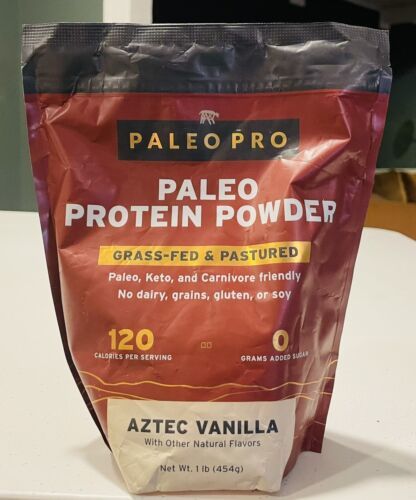 PALEO PRO
PALEO
PROTEIN POWDER
GRASS-FED & PASTURED
Paleo, Keto, and Carnivore friendly
No dairy, grains, gluten, or soy
120 0
CALORIES PER SERVING GRAMS ADDED SUGAR
AZTEC VANILLA
With Other Natural Flavors
Net Wt. 1 lb (454g)